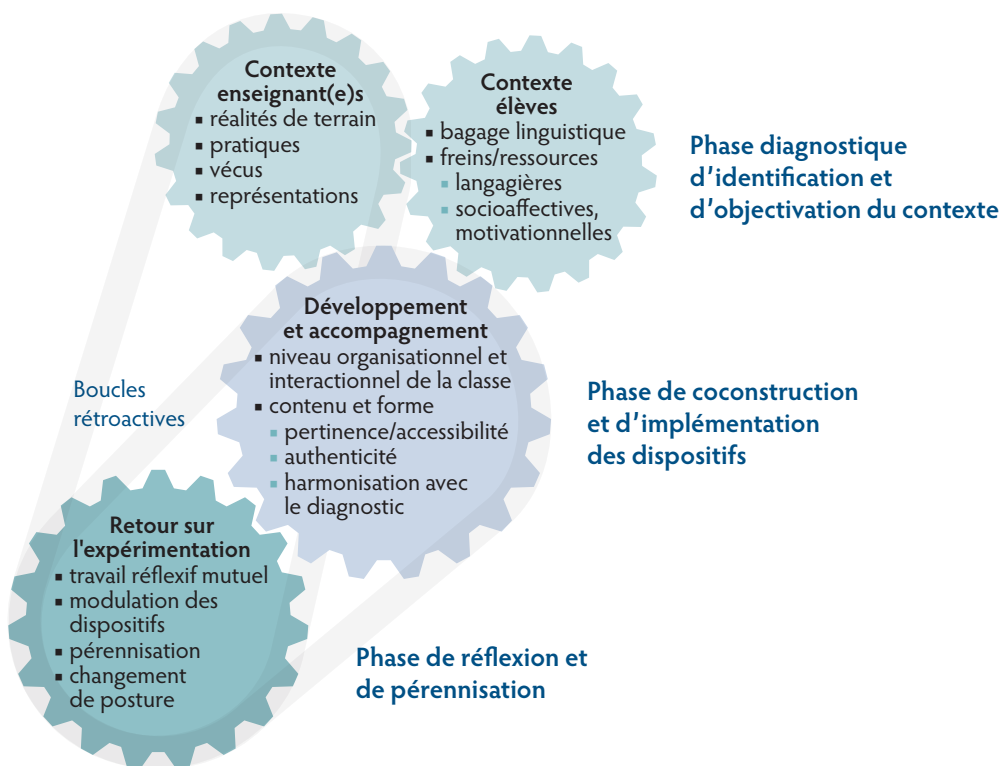 Contexte
enseignant(e)s
▪ réalités de terrain
▪ pratiques
▪ vécus
▪ représentations
Contexte
élèves
▪ bagage linguistique
▪ freins/ressources
▪ langagières
▪ socioaffectives,
motivationnelles
Phase diagnostique
d’identification et
d’objectivation du contexte
Développement
et accompagnement
▪ niveau organisationnel et
interactionnel de la classe
▪ contenu et forme
▪ pertinence/accessibilité
▪ authenticité
▪ harmonisation avec
le diagnostic
Phase de coconstruction
et d’implémentation
des dispositifs
Boucles
rétroactives
Retour sur
l'expérimentation
▪ travail réflexif mutuel
▪ modulation des
dispositifs
▪ pérennisation
▪ changement
de posture
Phase de réflexion et
de pérennisation